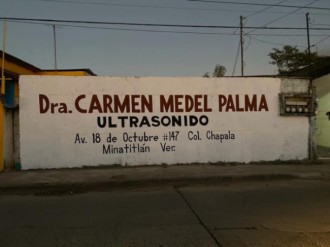 Dra. CARMEN MEDEL PALMA
ULTRASONIDO
Av. 18 de Octubre #147 Col. Chapala
Minatitlán Ver.